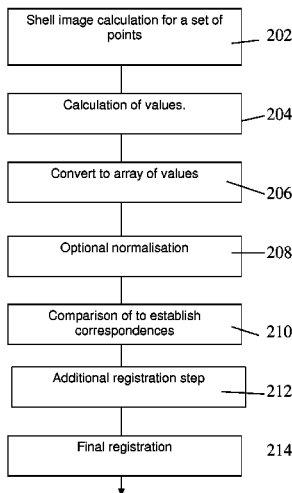 Shell image calculation for a set of
points
202
Calculation of values.
204
Convert to array of values
206
Optional normalisation
208
Comparison of to establish
correspondences
210
Additional registration step
212
Final registration
214